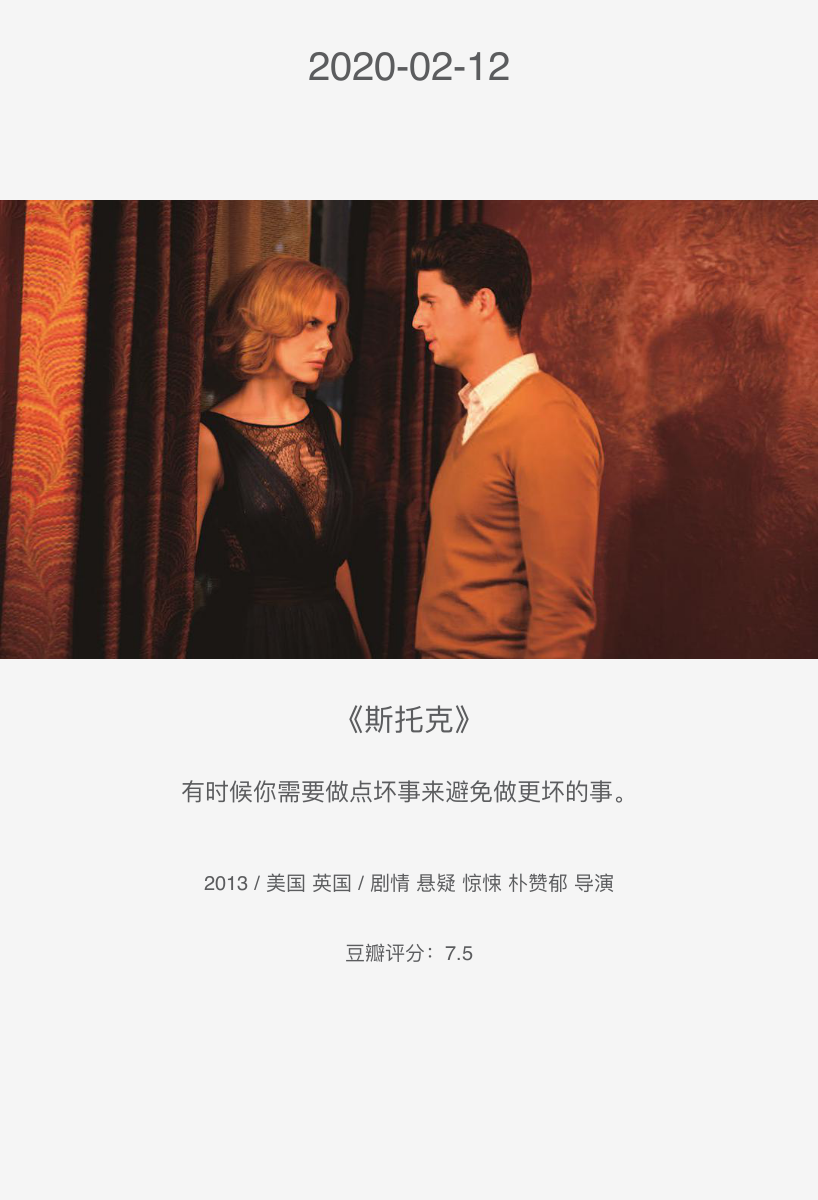 2020-02-12
《斯托克》
有时候你需要做点坏事来避免做更坏的事。
2013 / 美国 英国 / 剧情 悬疑 惊悚 朴赞郁 导演
豆瓣评分：7.5